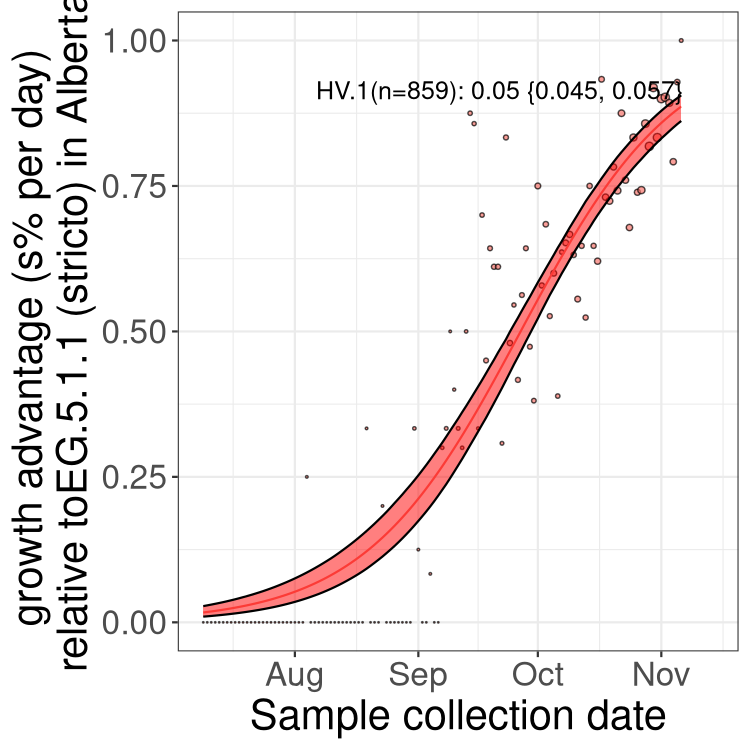 growth advantage (s% per day)
relative toEG.5.1.1 (stricto) in Alberta
1.00
0.75
0.50
0.25
0.00
HV.1(n=859): 0.05 {0.045, 0.057}
Aug Sep Oct Nov
Sample collection date